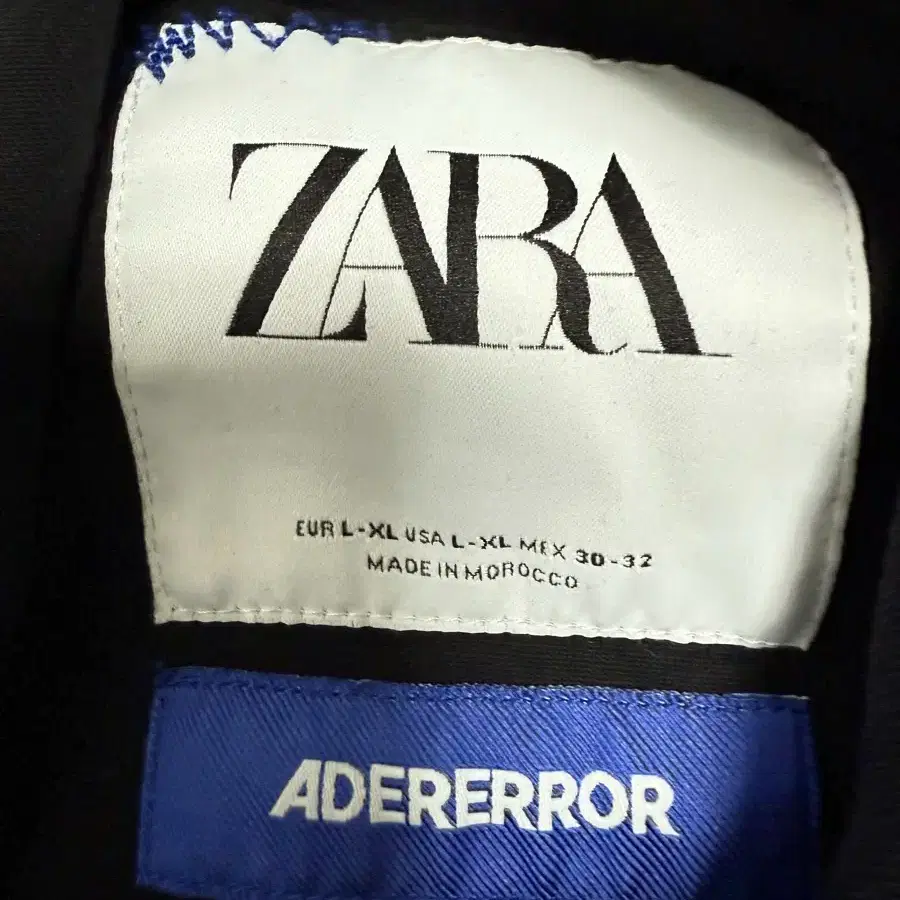 ZARA
EUR L-XL USA L-XL MEX 30-32
MADE IN MOROCCO
ADERERROR